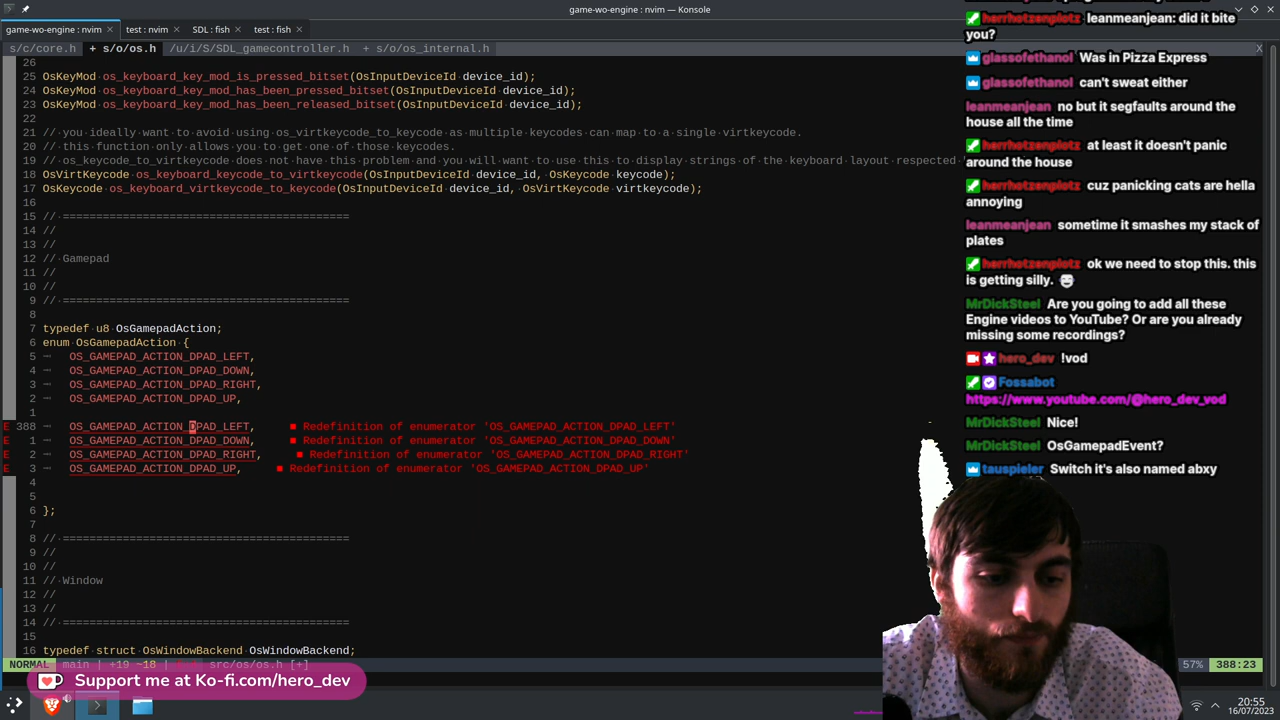 game-wo-engine : nvim — Konsole
game-wo-engine : nvim
test : nvim
SDL : fish
test : fish
s/c/core.h
+ s/o/os.h
/u/i/S/SDL_gamecontroller.h
+ s/o/os_internal.h
X
26
25 OsKeyMod os_keyboard_key_mod_is_pressed_bitset(OsInputDeviceId device_id);
24 OsKeyMod os_keyboard_key_mod_has_been_pressed_bitset(OsInputDeviceId device_id);
23 OsKeyMod os_keyboard_key_mod_has_been_released_bitset(OsInputDeviceId device_id);
22
21 // you ideally want to avoid using os_virtkeycode_to_keycode as multiple keycodes can map to a single virtkeycode.
20 // this function only allows you to get one of those keycodes.
19 // os_keycode_to_virtkeycode does not have this problem and you will want to use this to display strings of the keyboard layout respected
18 OsVirtKeycode os_keyboard_keycode_to_virtkeycode(OsInputDeviceId device_id, OsKeycode keycode);
17 OsKeycode os_keyboard_virtkeycode_to_keycode(OsInputDeviceId device_id, OsVirtKeycode virtkeycode);
16
15 // ===========================================
14 //
13 //
12 // Gamepad
11 //
10 //
9 // ===========================================
8
7 typedef u8 OsGamepadAction;
6 enum OsGamepadAction {
5 OS_GAMEPAD_ACTION_DPAD_LEFT,
4 OS_GAMEPAD_ACTION_DPAD_DOWN,
3 OS_GAMEPAD_ACTION_DPAD_RIGHT,
2 OS_GAMEPAD_ACTION_DPAD_UP,
1
E 388 OS_GAMEPAD_ACTION_DPAD_LEFT, ■ Redefinition of enumerator 'OS_GAMEPAD_ACTION_DPAD_LEFT'
E 1 OS_GAMEPAD_ACTION_DPAD_DOWN, ■ Redefinition of enumerator 'OS_GAMEPAD_ACTION_DPAD_DOWN'
E 2 OS_GAMEPAD_ACTION_DPAD_RIGHT, ■ Redefinition of enumerator 'OS_GAMEPAD_ACTION_DPAD_RIGHT'
E 3 OS_GAMEPAD_ACTION_DPAD_UP, ■ Redefinition of enumerator 'OS_GAMEPAD_ACTION_DPAD_UP'
4
5
6 };
7
8 // ===========================================
9 //
10 //
11 // Window
12 //
13 //
14 // ===========================================
15
16 typedef struct OsWindowBackend OsWindowBackend;
NORMAL main | +19 ~18 | src/os/os.h [+]
57% 388:23
Support me at Ko-fi.com/hero_dev
20:55
16/07/2023
herrhotzenplotz leanmeanjean: did it bite
you?
glassofethanol Was in Pizza Express
glassofethanol can't sweat either
leanmeanjean no but it segfaults around the
house all the time
herrhotzenplotz at least it doesn't panic
around the house
herrhotzenplotz cuz panicking cats are hella
annoying
leanmeanjean sometime it smashes my stack of
plates
herrhotzenplotz ok we need to stop this. this
is getting silly.
MrDickSteel Are you going to add all these
Engine videos to YouTube? Or are you already
missing some recordings?
hero_dev !vod
Fossabot
https://www.youtube.com/@hero_dev_vod
MrDickSteel Nice!
MrDickSteel OsGamepadEvent?
tauspieler Switch it's also named abxy